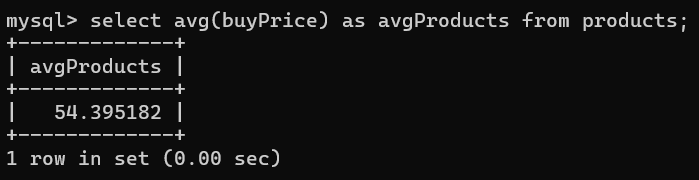 mysql> select avg(buyPrice) as avgProducts from products;
+-------------+
| avgProducts |
+-------------+
|   54.395182 |
+-------------+
1 row in set (0.00 sec)